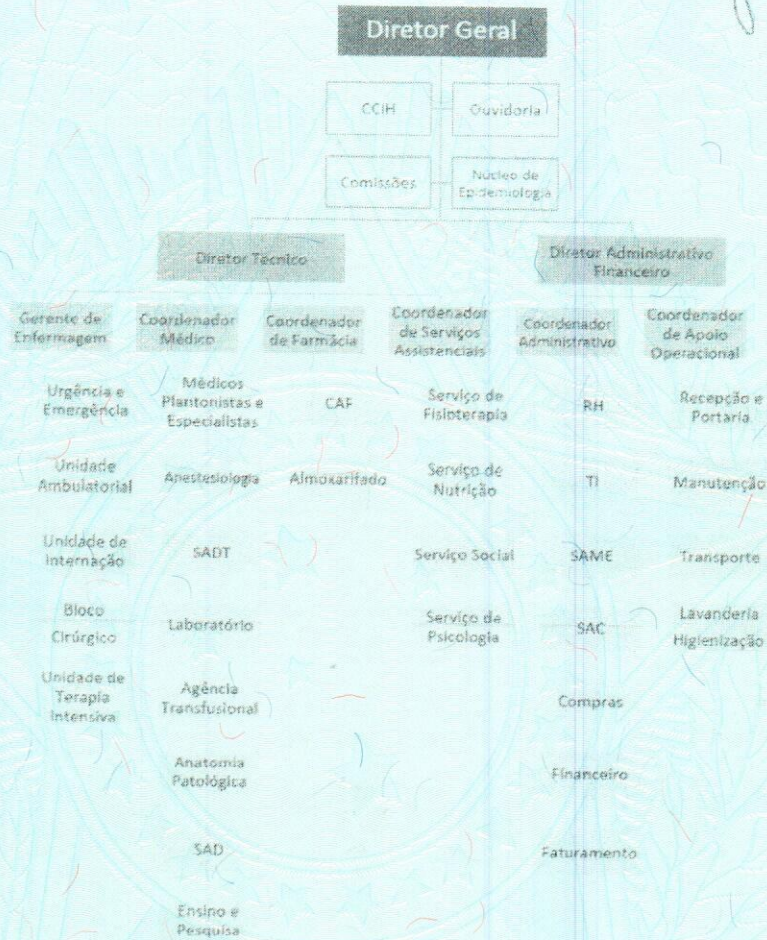 Diretor Geral
CCIH
Ouvidoria
Comissões
Núcleo de
Epidemiologia
Diretor Técnico
Diretor Administrativo
Financeiro
Gerente de
Enfermagem
Coordenador
Médico
Coordenador
de Farmácia
Coordenador
de Serviços
Assistenciais
Coordenador
Administrativo
Coordenador
de Apoio
Operacional
Urgência e
Emergência
Médicos
Plantonistas e
Especialistas
CAF
Serviço de
Fisioterapia
RH
Recepção e
Portaria
Unidade
Ambulatorial
Anestesiologia
Almoxarifado
Serviço de
Nutrição
TI
Manutenção
Unidade de
Internação
SADT
Serviço Social
SAME
Transporte
Bloco
Cirúrgico
Laboratório
Serviço de
Psicologia
SAC
Lavanderia
Higienização
Unidade de
Terapia
Intensiva
Agência
Transfusional
Compras
Anatomia
Patológica
Financeiro
SAD
Faturamento
Ensino e
Pesquisa